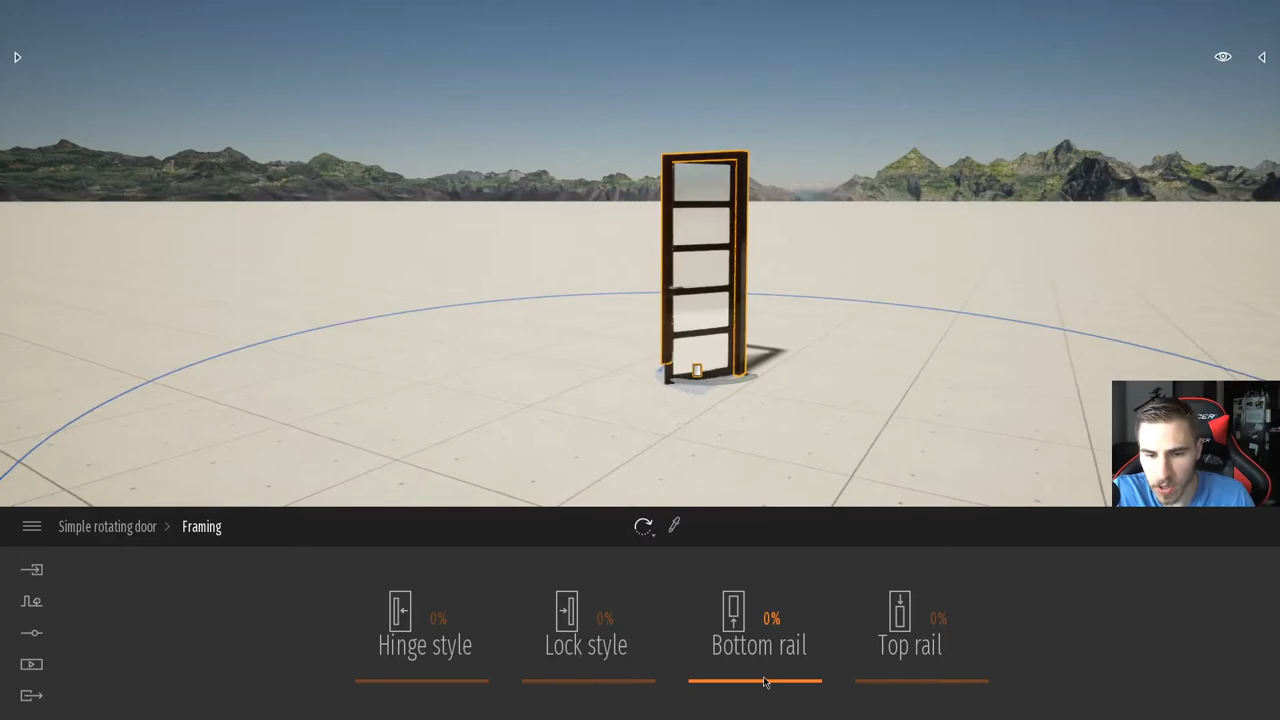 Simple rotating door > Framing
0%
Hinge style
0%
Lock style
0%
Bottom rail
0%
Top rail